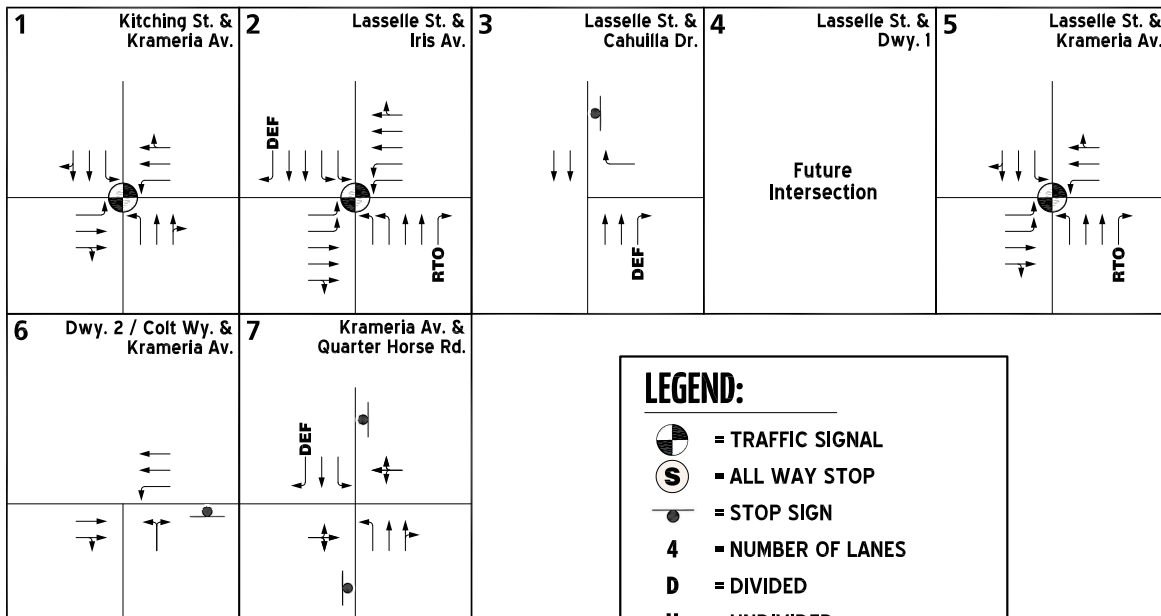 1
Kitching St. &
Krameria Av.
2
Lasselle St. &
Iris Av.
DEF
RTO
3
Lasselle St. &
Cahuilla Dr.
DEF
4
Lasselle St. &
Dwy. 1
Future
Intersection
5
Lasselle St. &
Krameria Av.
RTO
6
Dwy. 2 / Colt Wy. &
Krameria Av.
7
Krameria Av. &
Quarter Horse Rd.
DEF
LEGEND:
= TRAFFIC SIGNAL
S = ALL WAY STOP
= STOP SIGN
4 = NUMBER OF LANES
D = DIVIDED